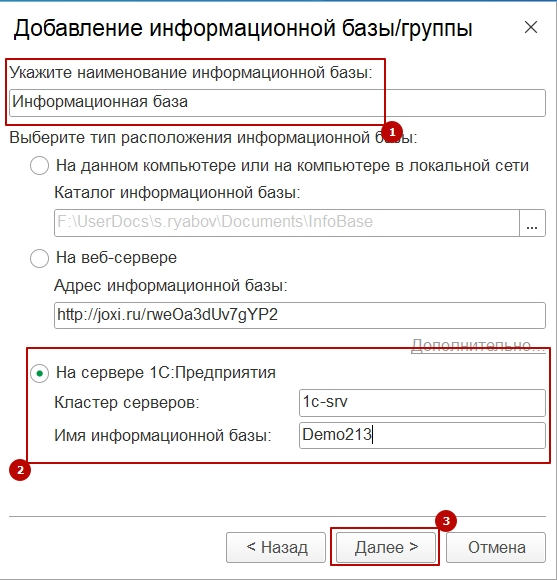 Добавление информационной базы/группы
Укажите наименование информационной базы:
Информационная база
1
Выберите тип расположения информационной базы:
На данном компьютере или на компьютере в локальной сети
Каталог информационной базы:
F:\UserDocs\s.ryabov\Documents\InfoBase
...
На веб-сервере
Адрес информационной базы:
http://joxi.ru/rweOa3dUv7gYP2
Дополнительно...
На сервере 1С:Предприятия
Кластер серверов: 1c-srv
Имя информационной базы: Demo213
2
3
< Назад Далее > Отмена